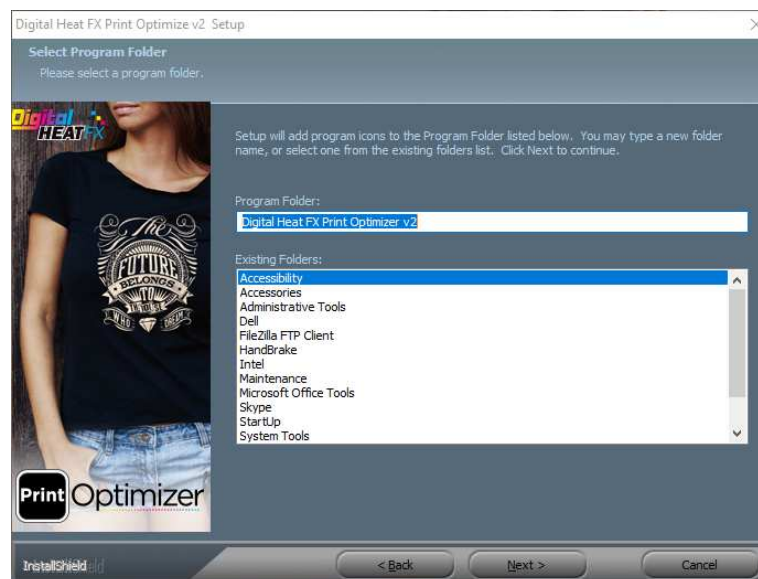 Digital Heat FX Print Optimize v2 Setup
Select Program Folder
Please select a program folder.
Digital
HEAT FX
Setup will add program icons to the Program Folder listed below. You may type a new folder
name, or select one from the existing folders list. Click Next to continue.
Program Folder:
Digital Heat FX Print Optimizer v2
Existing Folders:
Accessibility
Accessories
Administrative Tools
Dell
FileZilla FTP Client
HandBrake
Intel
Maintenance
Microsoft Office Tools
Skype
StartUp
System Tools
The
FUTURE
BELONGS
TO
THOSE
WHO DREAM
Print Optimizer
InstallShield
< Back
Next >
Cancel